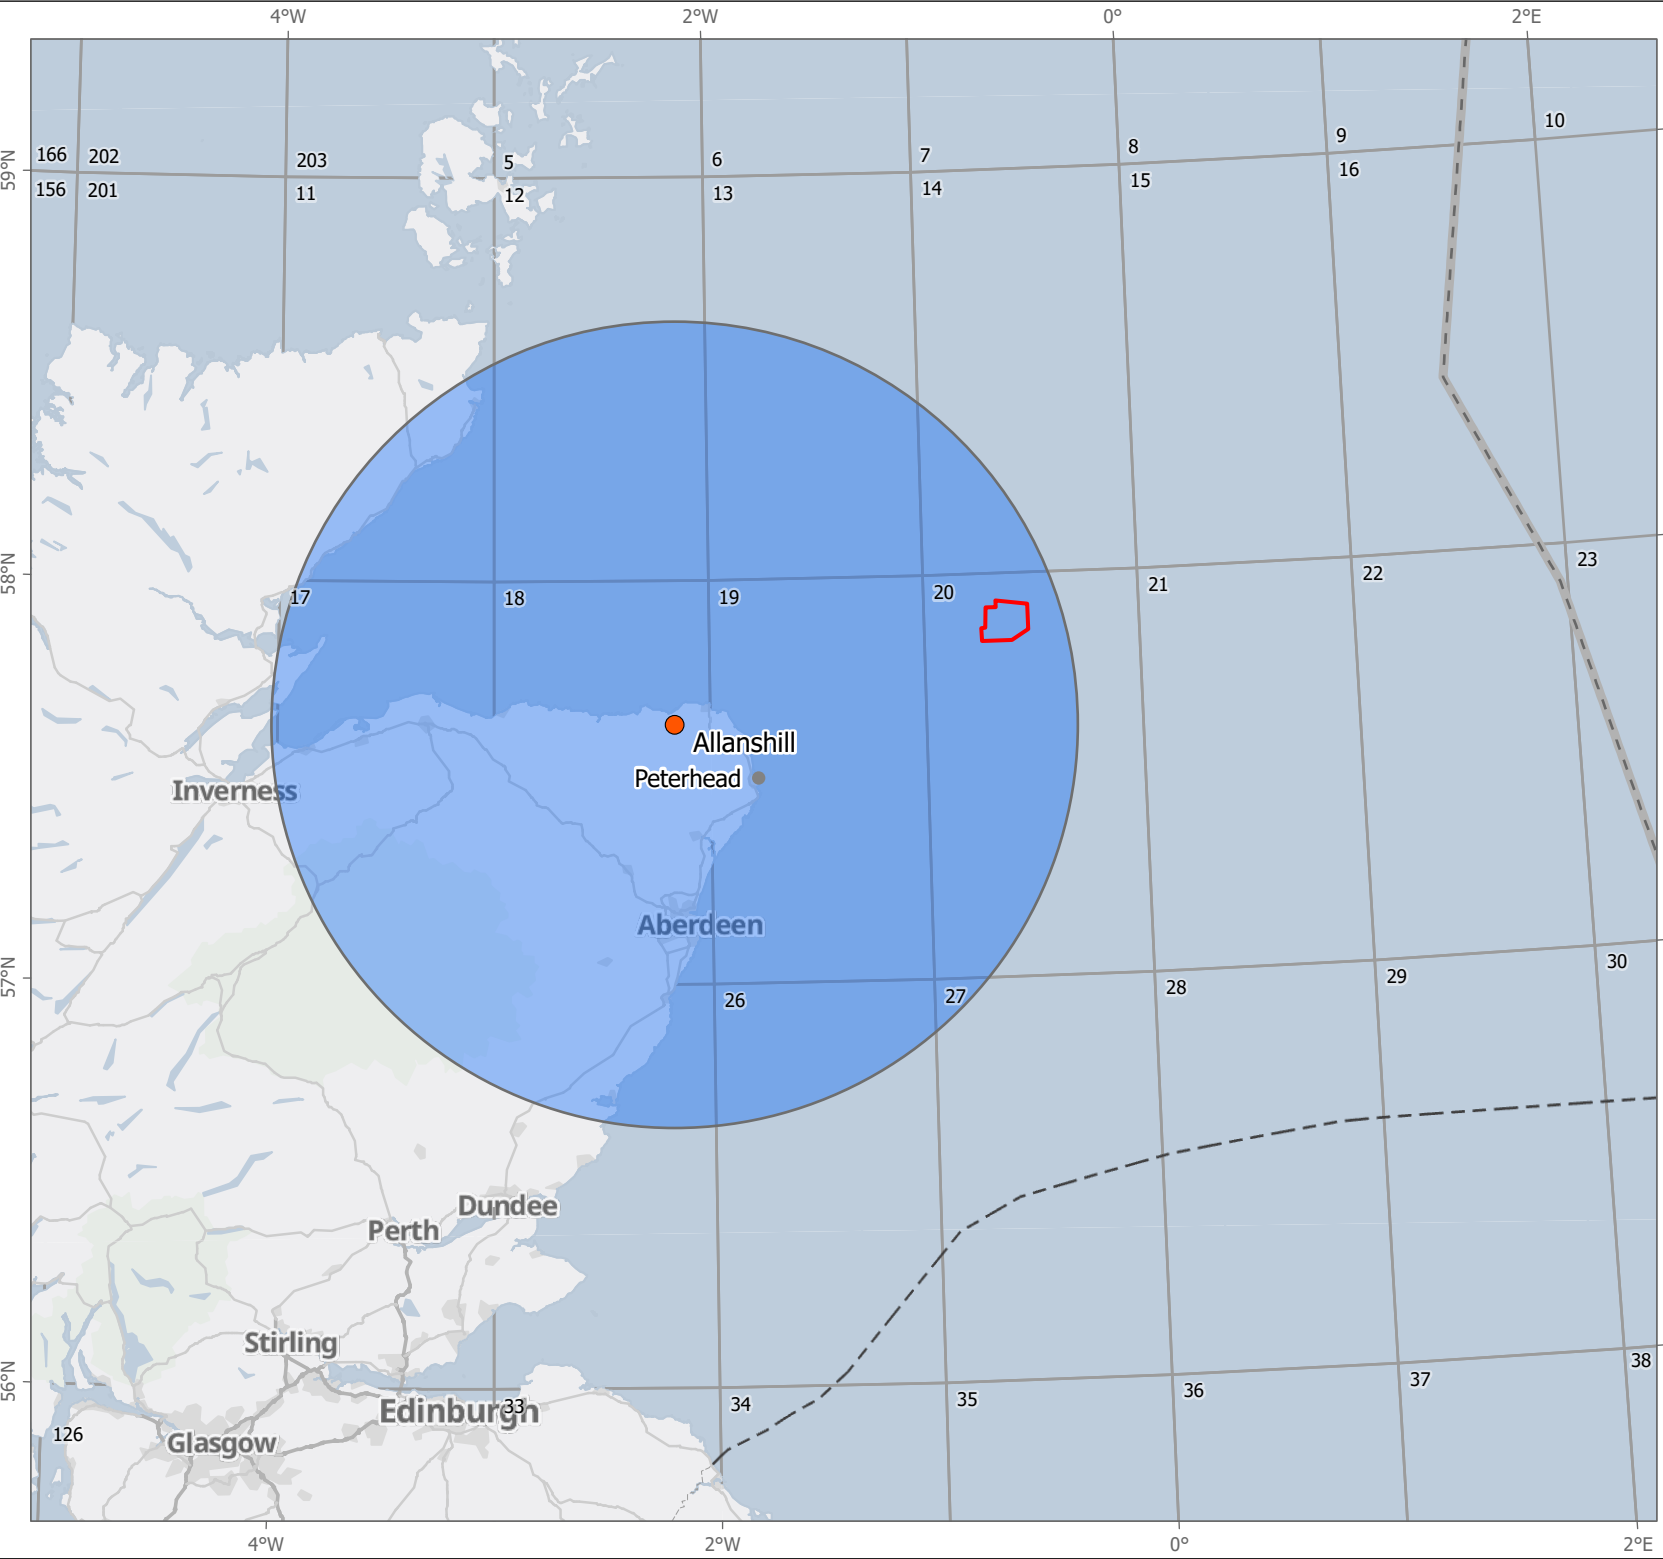 4°W 2°W 0° 2°E
10
9
8
7
6
5
203
202
166
59°N
156 201 11 12 13 14 15 16
58°N
17 18 19 20 21 22 23
Allanshill
Peterhead
Inverness
Aberdeen
57°N
26 27 28 29 30
Dundee
Perth
Stirling
56°N
33 34 35 36 37 38
Edinburgh
126
Glasgow
4°W 2°W 0° 2°E